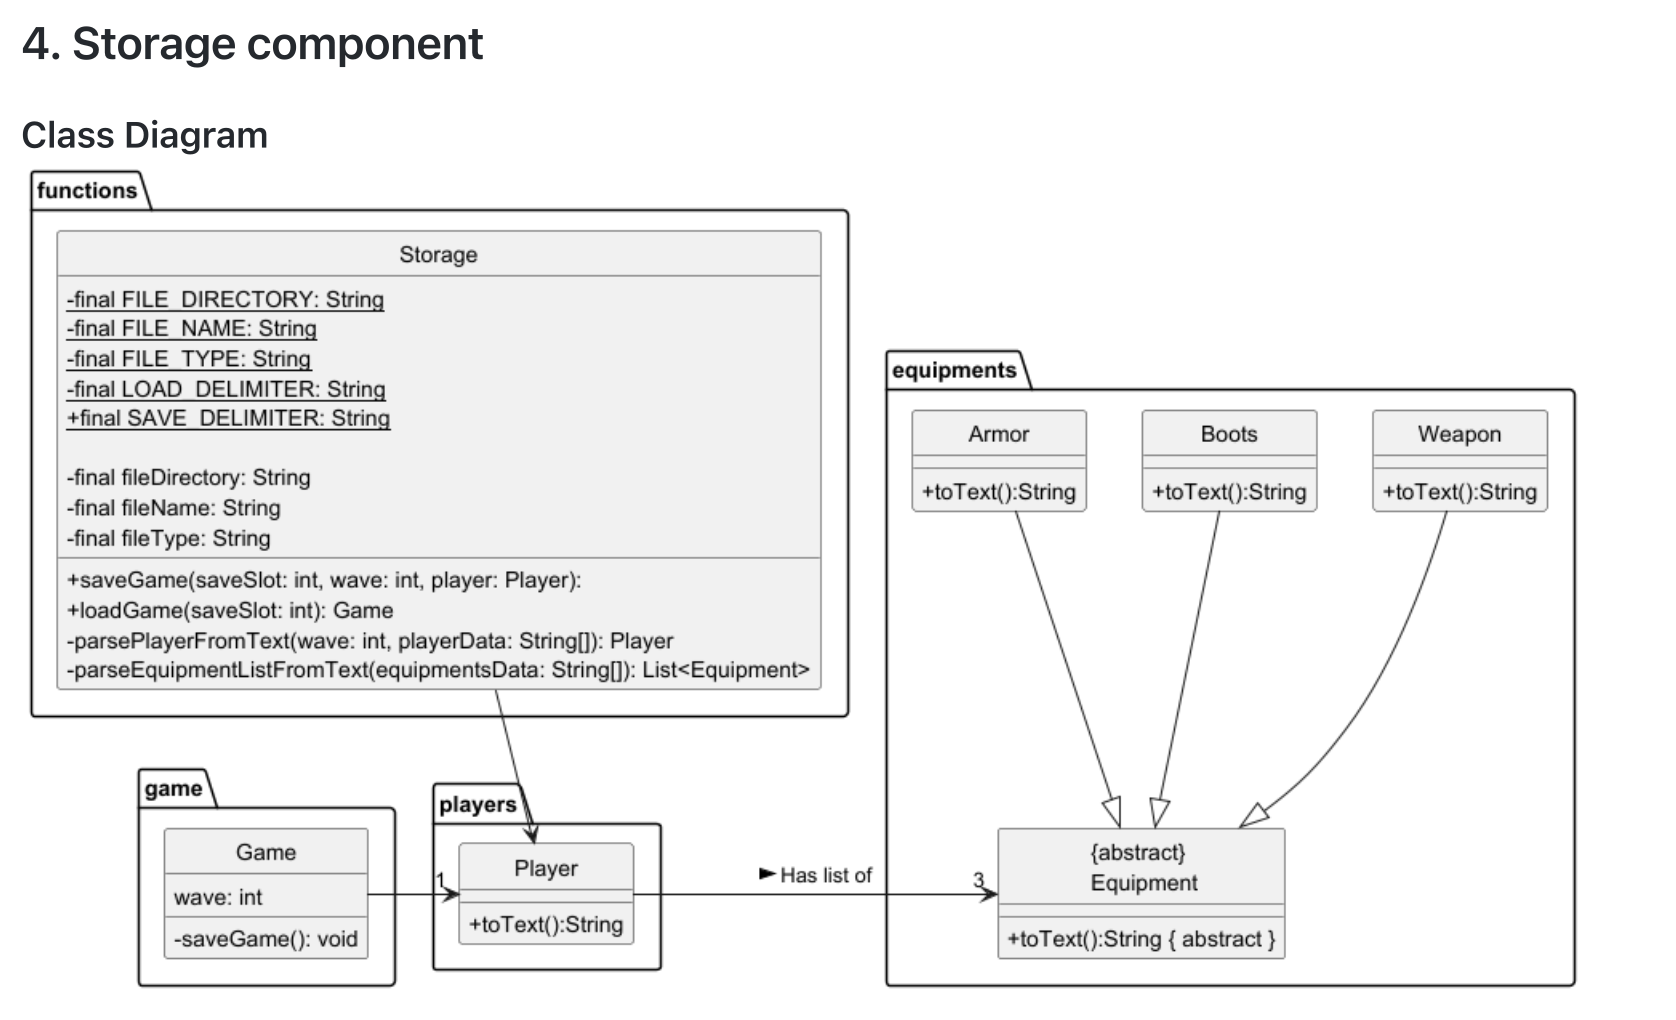 4. Storage component
Class Diagram
functions
Storage
-final FILE_DIRECTORY: String
-final FILE_NAME: String
-final FILE_TYPE: String
-final LOAD_DELIMITER: String
+final SAVE_DELIMITER: String
-final fileDirectory: String
-final fileName: String
-final fileType: String
+saveGame(saveSlot: int, wave: int, player: Player):
+loadGame(saveSlot: int): Game
-parsePlayerFromText(wave: int, playerData: String[]): Player
-parseEquipmentListFromText(equipmentsData: String[]): List<Equipment>
equipments
Armor
+toText():String
Boots
+toText():String
Weapon
+toText():String
game
Game
wave: int
-saveGame(): void
1
players
Player
+toText():String
Has list of
3
{abstract}
Equipment
+toText():String { abstract }